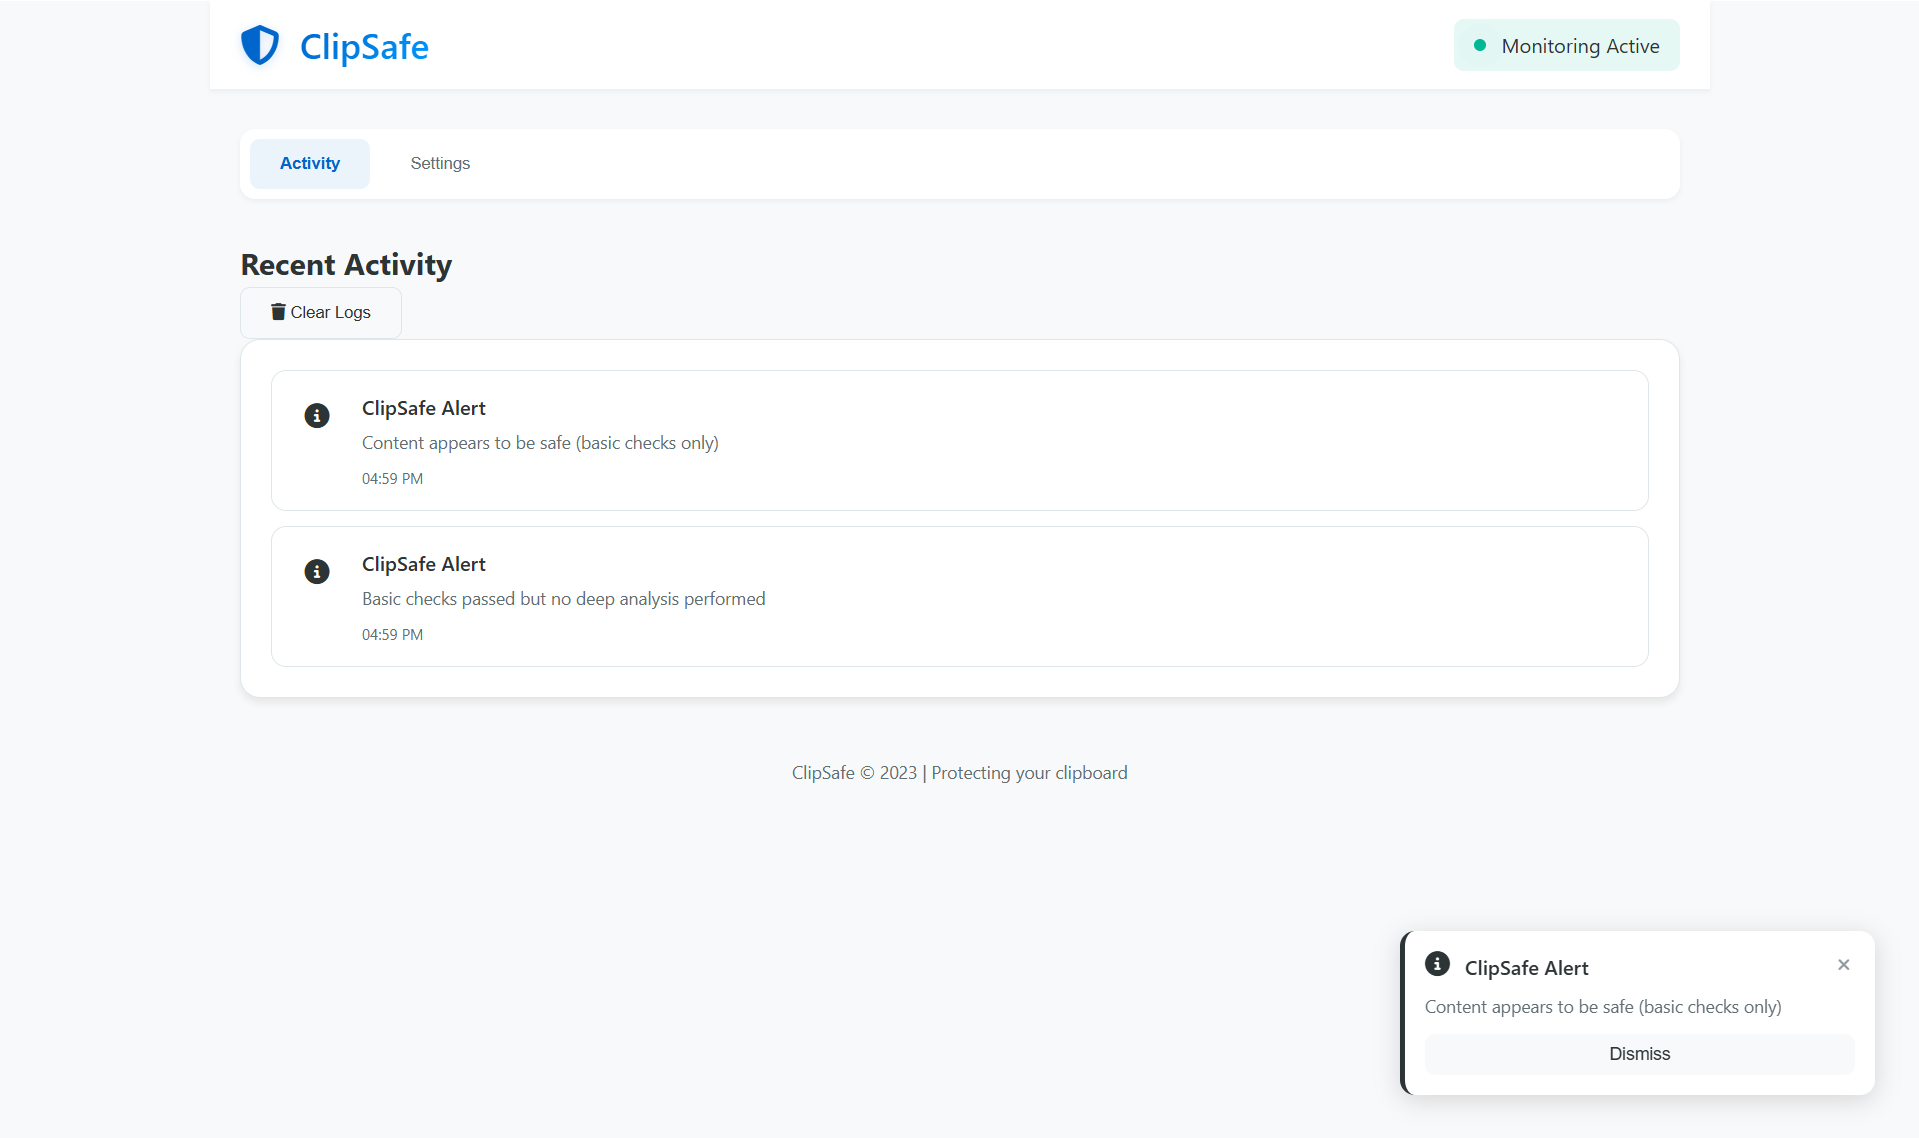 ClipSafe
Monitoring Active
Activity
Settings
Recent Activity
Clear Logs
ClipSafe Alert
Content appears to be safe (basic checks only)
04:59 PM
ClipSafe Alert
Basic checks passed but no deep analysis performed
04:59 PM
ClipSafe © 2023 | Protecting your clipboard
ClipSafe Alert
Content appears to be safe (basic checks only)
Dismiss